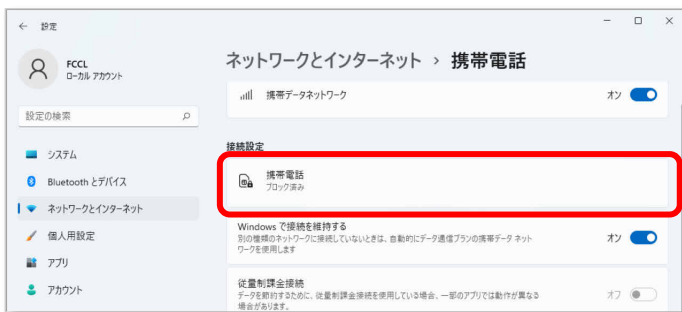 ← 設定
FCCL
ローカル アカウント
設定の検索
システム
Bluetooth とデバイス
ネットワークとインターネット
個人用設定
アプリ
アカウント
ネットワークとインターネット › 携帯電話
携帯データネットワーク オン
接続設定
携帯電話
ブロック済み
Windows で接続を維持する
別の種類のネットワークに接続していないときは、自動的にデータ通信プランの携帯データ ネット
ワークを使用します
オン
従量制課金接続
データを節約するために、従量制課金接続を使用している場合、一部のアプリでは動作が異なる
場合があります。
オフ